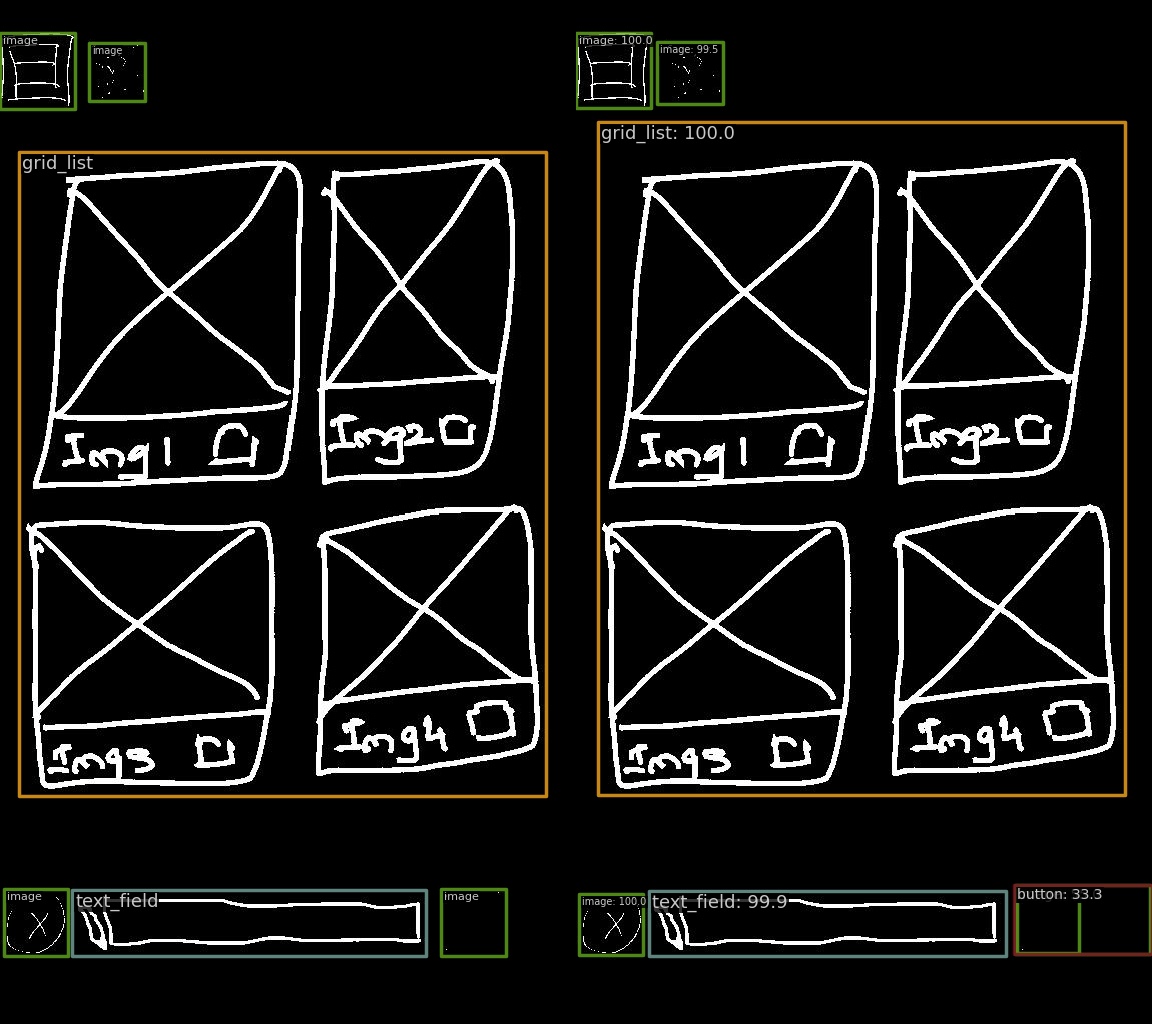 image image image: 100.0 image: 99.5
grid_list grid_list: 100.0
Img1 Img2 Img1 Img2
Img3 Img4 Img3 Img4
image text_field image image: 100.0 text_field: 99.9 button: 33.3